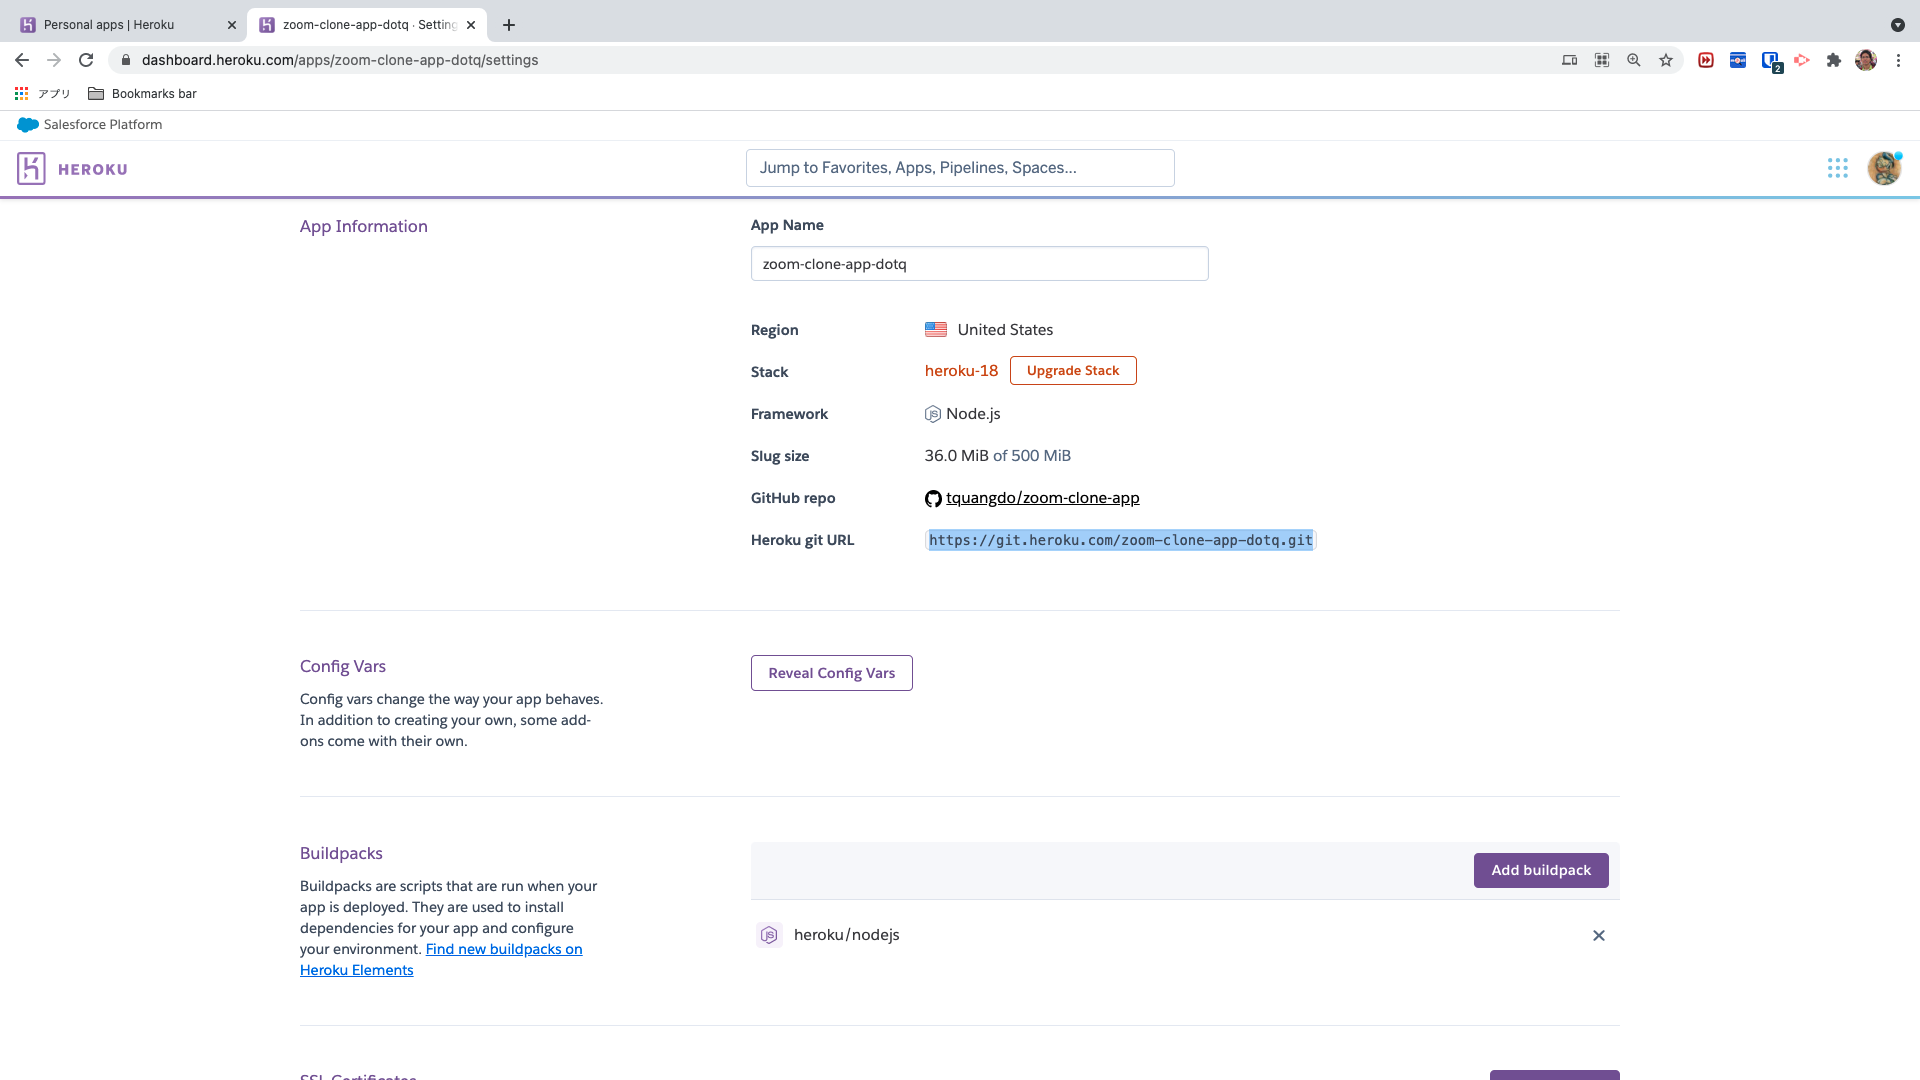 Personal apps | Heroku
zoom-clone-app-dotq · Setting
dashboard.heroku.com/apps/zoom-clone-app-dotq/settings
2
アプリ
Bookmarks bar
Salesforce Platform
HEROKU
Jump to Favorites, Apps, Pipelines, Spaces...
App Information
App Name
zoom-clone-app-dotq
Region
United States
Stack
heroku-18
Upgrade Stack
Framework
Node.js
Slug size
36.0 MiB of 500 MiB
GitHub repo
tquangdo/zoom-clone-app
Heroku git URL
https://git.heroku.com/zoom-clone-app-dotq.git
Config Vars
Reveal Config Vars
Config vars change the way your app behaves.
In addition to creating your own, some add-
ons come with their own.
Buildpacks
Add buildpack
Buildpacks are scripts that are run when your
app is deployed. They are used to install
dependencies for your app and configure
your environment. Find new buildpacks on
Heroku Elements
heroku/nodejs
SSL Certificates